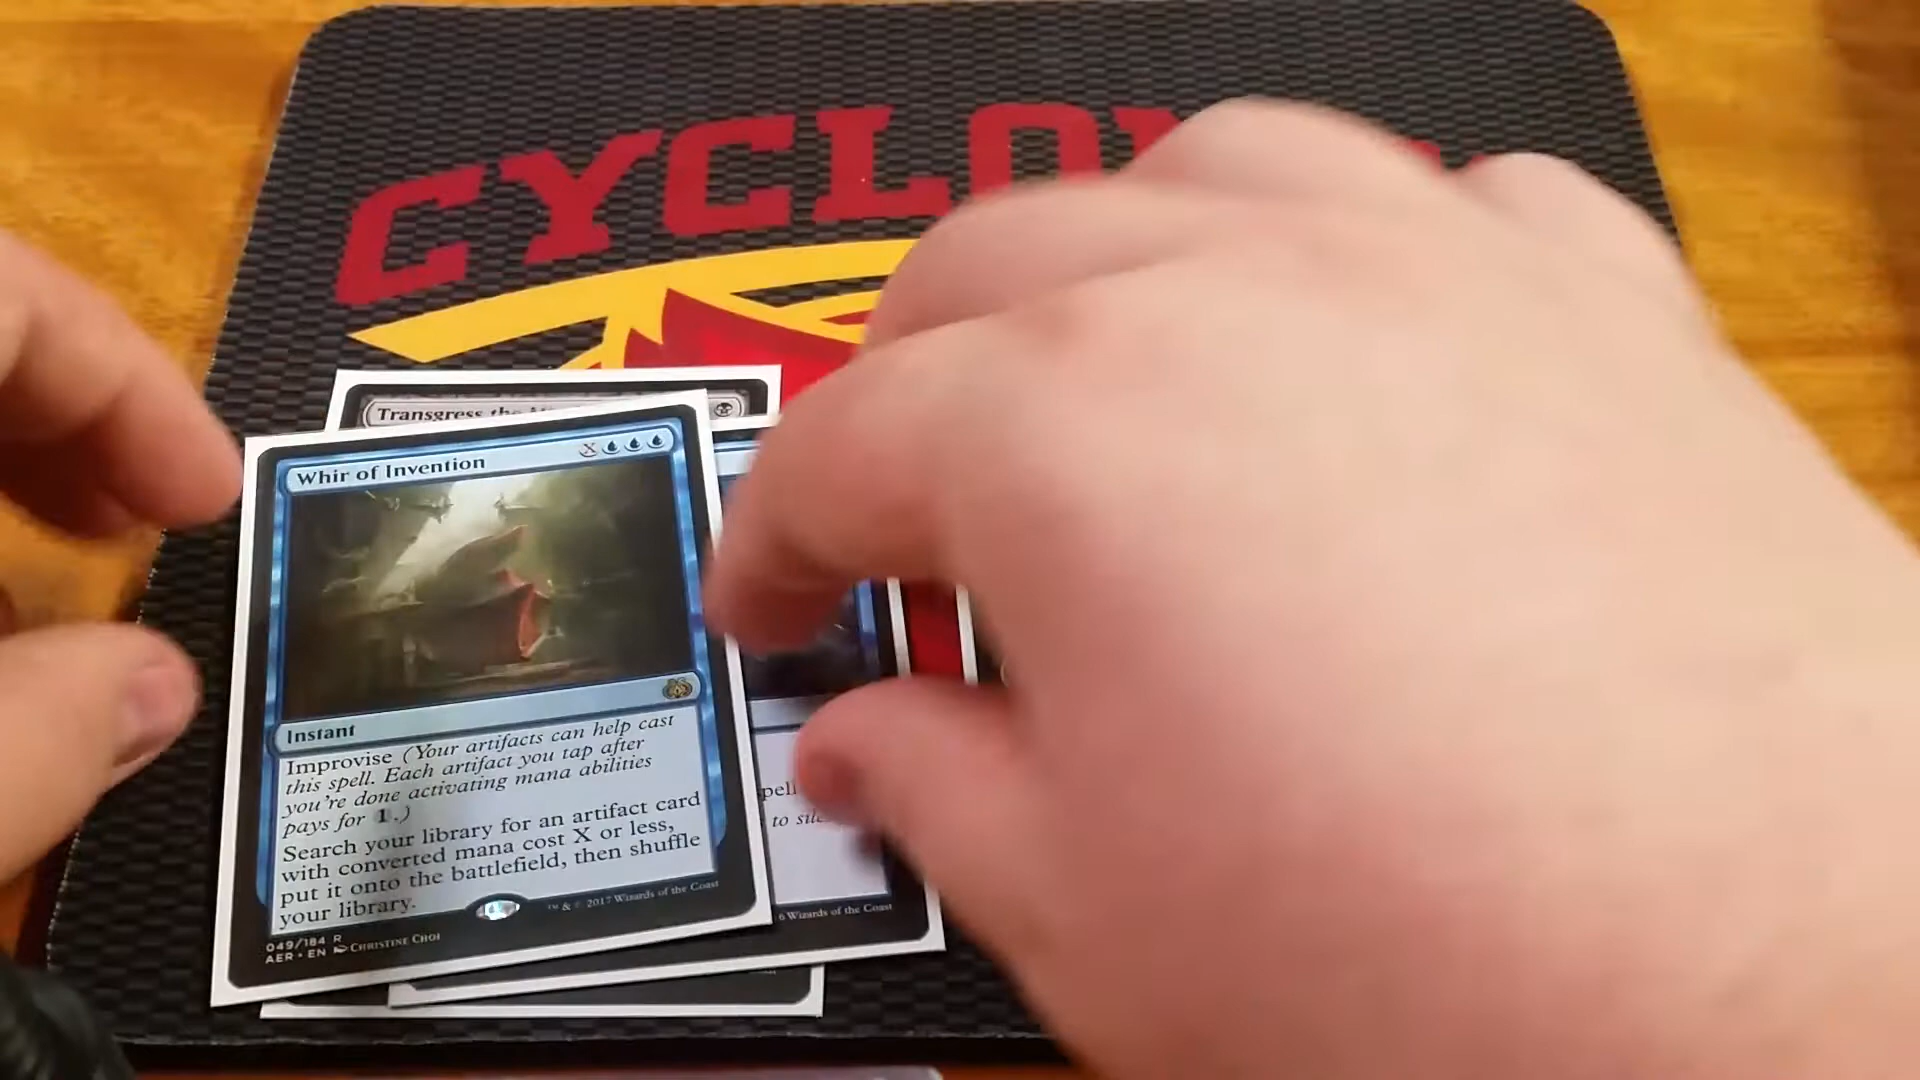 CYCLON
Transgress the
Whir of Invention X
Instant
Improvise (Your artifacts can help cast
this spell. Each artifact you tap after
you're done activating mana abilities
pays for 1.)
Search your library for an artifact card
with converted mana cost X or less,
put it onto the battlefield, then shuffle
your library.
™ & © 2017 Wizards of the Coast
049/184 R
AER • EN CHRISTINE CHOI
spell
to
6 Wizards of the Coast